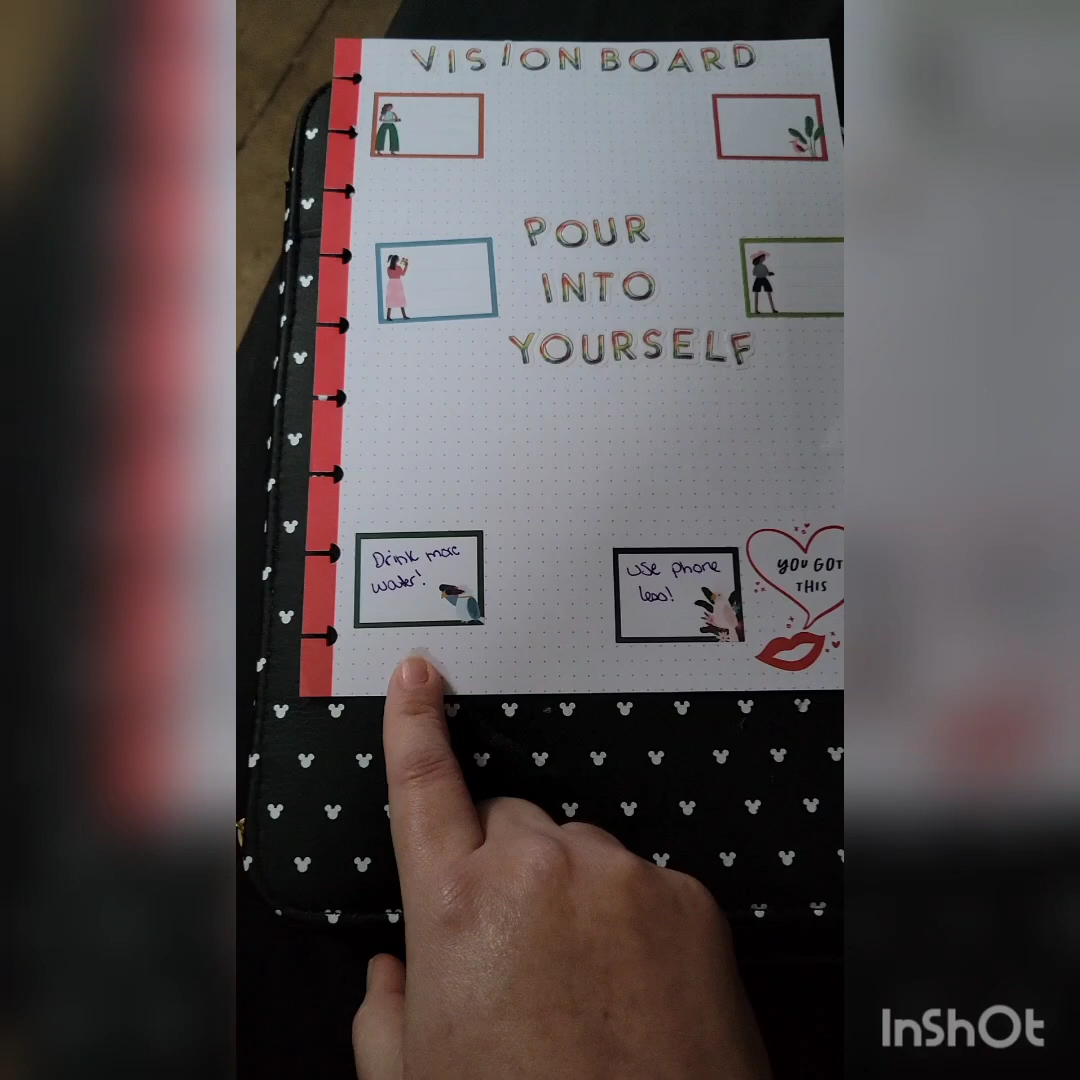 VISION BOARD
POUR
INTO
YOURSELF
Drink more
water!
use phone
less!
YOU GOT
THIS
InShOt